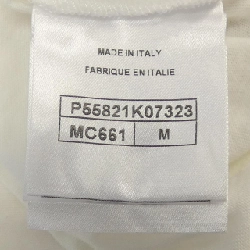 MADE IN ITALY
FABRIQUE EN ITALIE
P55821K07323
MC661 M